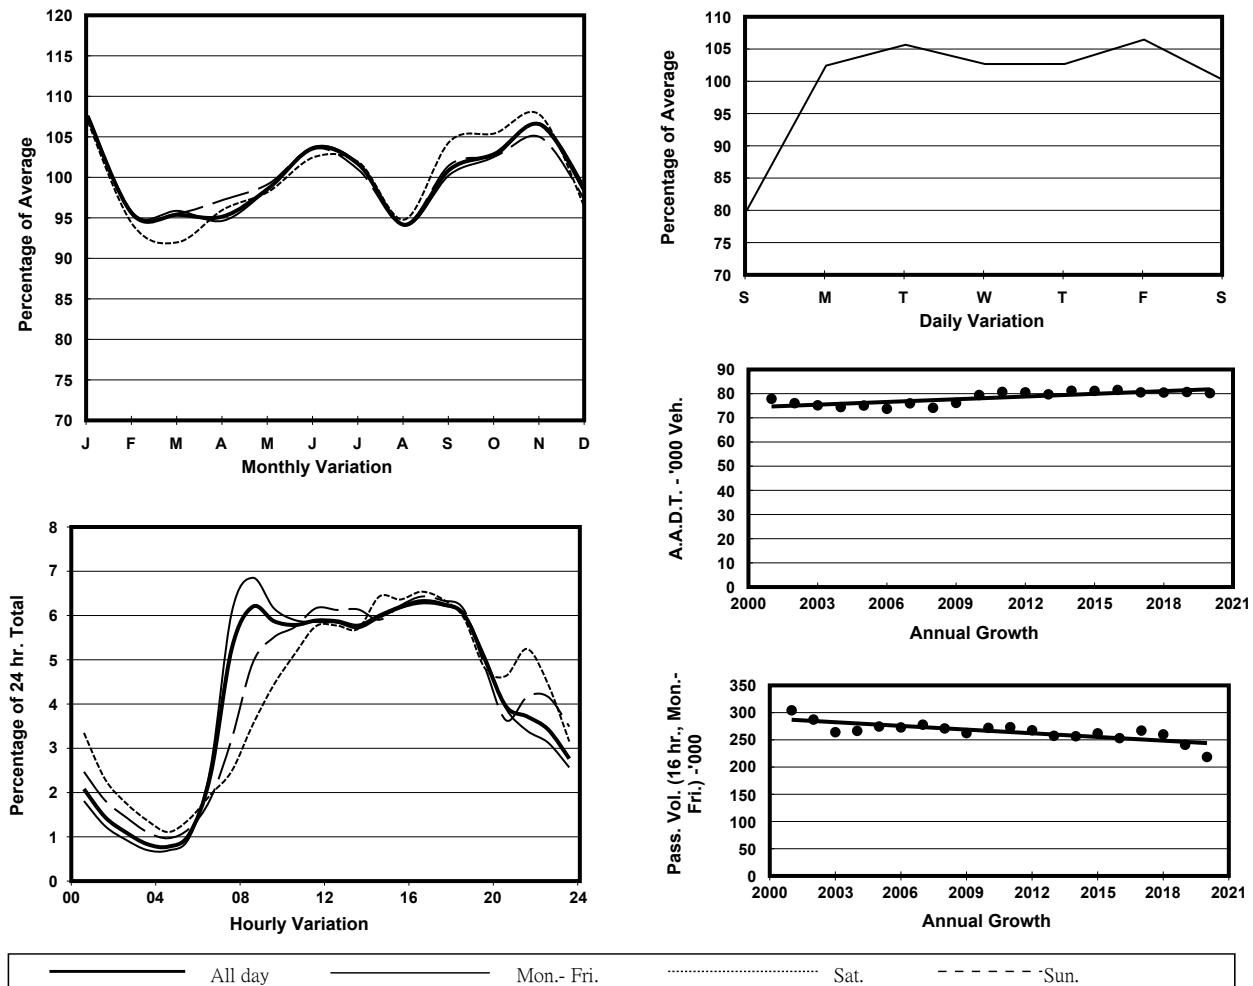 120
115
110
105
100
95
90
85
80
75
70
Percentage of Average
J F M A M J J A S O N D
Monthly Variation
110
105
100
95
90
85
80
75
70
Percentage of Average
S M T W T F S
Daily Variation
90
80
70
60
50
40
30
20
10
0
A.A.D.T. - '000 Veh.
2000 2003 2006 2009 2012 2015 2018 2021
Annual Growth
8
7
6
5
4
3
2
1
0
Percentage of 24 hr. Total
00 04 08 12 16 20 24
Hourly Variation
350
300
250
200
150
100
50
0
Pass. Vol. (16 hr., Mon.-
Fri.) -'000
2000 2003 2006 2009 2012 2015 2018 2021
Annual Growth
All day Mon.- Fri. Sat. Sun.